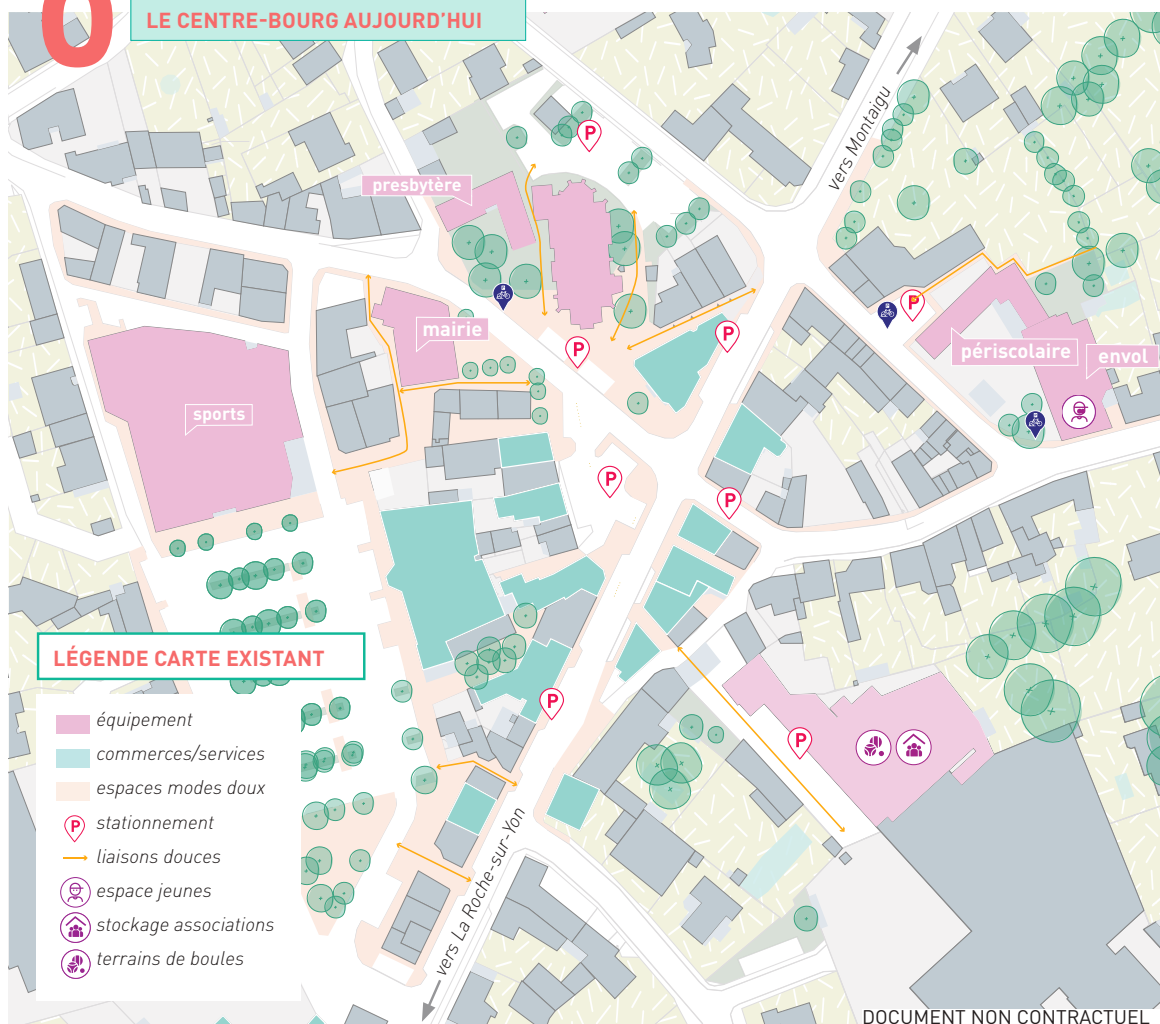 0
LE CENTRE-BOURG AUJOURD'HUI
vers Montaigu
P
presbytère
mairie
P
P
P
périscolaire
envol
sports
P
P
LÉGENDE CARTE EXISTANT
équipement
commerces/services
espaces modes doux
P stationnement
liaisons douces
espace jeunes
stockage associations
terrains de boules
P
P
vers La Roche-sur-Yon
DOCUMENT NON CONTRACTUEL